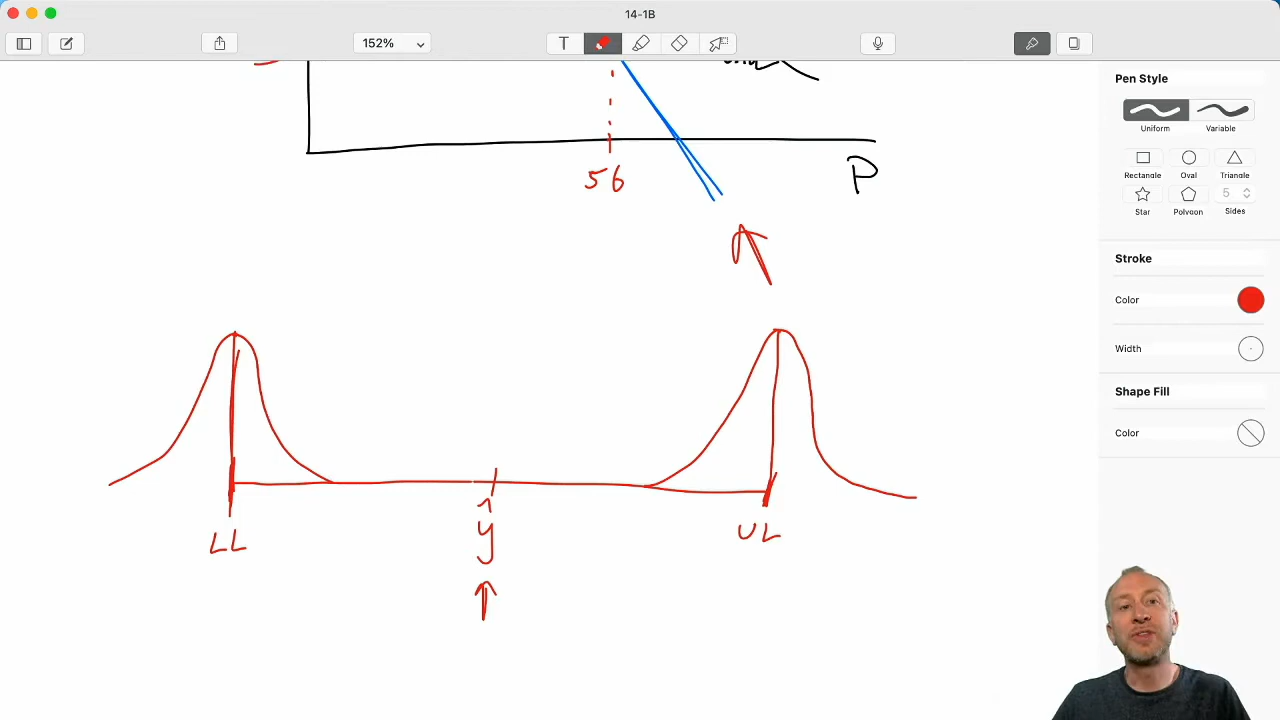 14-1B
152%
T
Pen Style
Uniform Variable
Rectangle Oval Triangle
Star Polygon 5 Sides
Stroke
Color
Width
Shape Fill
Color
56
P
LL
ŷ
UL